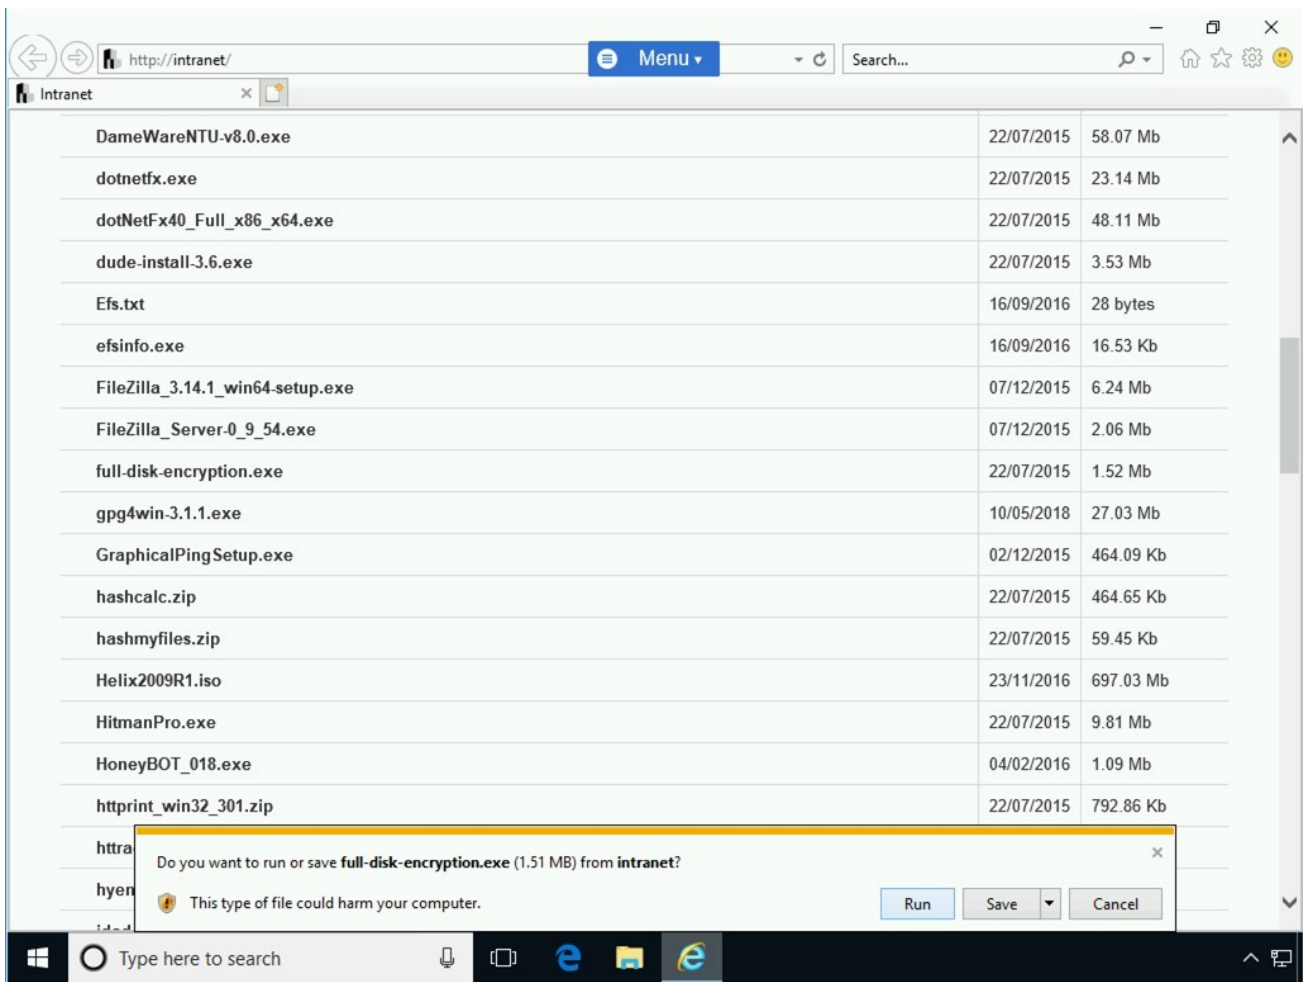 http://intranet/
Menu
Search...
Intranet
DameWareNTU-v8.0.exe 22/07/2015 58.07 Mb
dotnetfx.exe 22/07/2015 23.14 Mb
dotNetFx40_Full_x86_x64.exe 22/07/2015 48.11 Mb
dude-install-3.6.exe 22/07/2015 3.53 Mb
Efs.txt 16/09/2016 28 bytes
efsinfo.exe 16/09/2016 16.53 Kb
FileZilla_3.14.1_win64-setup.exe 07/12/2015 6.24 Mb
FileZilla_Server-0_9_54.exe 07/12/2015 2.06 Mb
full-disk-encryption.exe 22/07/2015 1.52 Mb
gpg4win-3.1.1.exe 10/05/2018 27.03 Mb
GraphicalPingSetup.exe 02/12/2015 464.09 Kb
hashcalc.zip 22/07/2015 464.65 Kb
hashmyfiles.zip 22/07/2015 59.45 Kb
Helix2009R1.iso 23/11/2016 697.03 Mb
HitmanPro.exe 22/07/2015 9.81 Mb
HoneyBOT_018.exe 04/02/2016 1.09 Mb
httprint_win32_301.zip 22/07/2015 792.86 Kb
httra
Do you want to run or save full-disk-encryption.exe (1.51 MB) from intranet?
hyen
This type of file could harm your computer.
Run Save Cancel
Type here to search